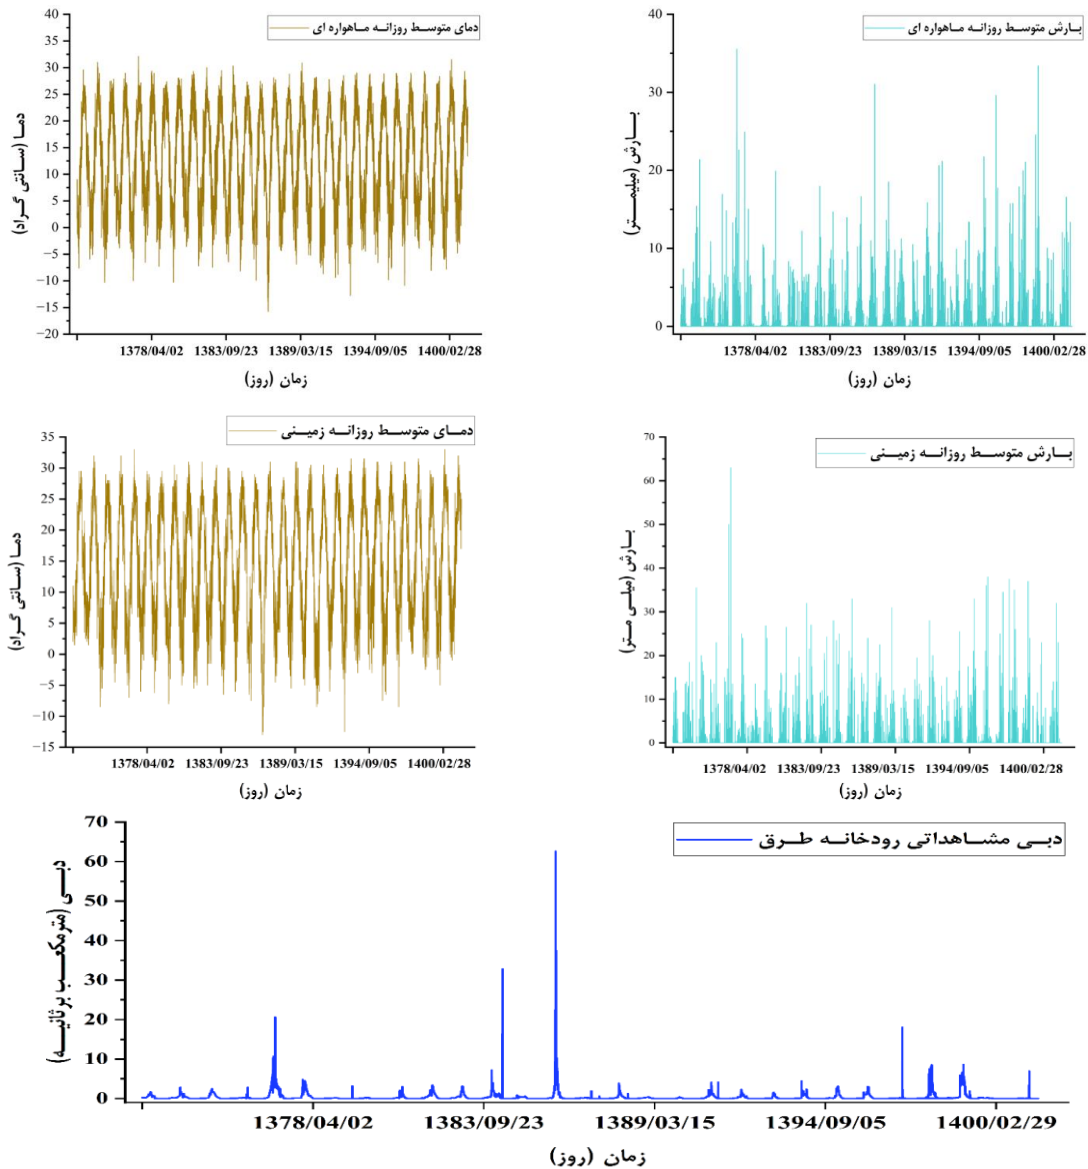 دمای متوسط روزانه ماهواره ای
40
35
30
25
20
15
10
5
0
−5
−10
−15
−20
دما (سانتی گراد)
1378/04/02 1383/09/23 1389/03/15 1394/09/05 1400/02/28
زمان (روز)
بارش متوسط روزانه ماهواره ای
40
30
20
10
0
بارش (میلیمتر)
1378/04/02 1383/09/23 1389/03/15 1394/09/05 1400/02/28
زمان (روز)
دمای متوسط روزانه زمینی
35
30
25
20
15
10
5
0
−5
−10
−15
دما (سانتی گراد)
1378/04/02 1383/09/23 1389/03/15 1394/09/05 1400/02/28
زمان (روز)
بارش متوسط روزانه زمینی
70
60
50
40
30
20
10
0
بارش (میلی متر)
1378/04/02 1383/09/23 1389/03/15 1394/09/05 1400/02/28
زمان (روز)
دبی مشاهداتی رودخانه طرق
70
60
50
40
30
20
10
0
دبی (مترمکعب برثانیه)
1378/04/02 1383/09/23 1389/03/15 1394/09/05 1400/02/29
زمان (روز)